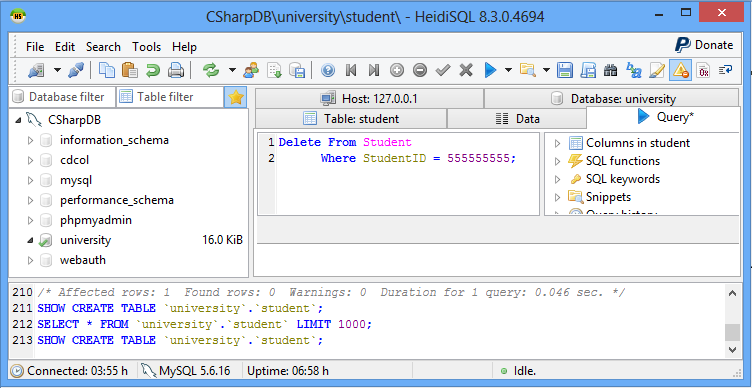 CSharpDB\university\student\ - HeidiSQL 8.3.0.4694
File Edit Search Tools Help
Donate
Database filter Table filter
Host: 127.0.0.1 Database: university
Table: student Data Query*
CSharpDB
information_schema
cdcol
mysql
performance_schema
phpmyadmin
university 16.0 KiB
webauth
1 Delete From Student
2 Where StudentID = 555555555;
Columns in student
SQL functions
SQL keywords
Snippets
Query history
210 /* Affected rows: 1 Found rows: 0 Warnings: 0 Duration for 1 query: 0.046 sec. */
211 SHOW CREATE TABLE `university`.`student`;
212 SELECT * FROM `university`.`student` LIMIT 1000;
213 SHOW CREATE TABLE `university`.`student`;
Connected: 03:55 h MySQL 5.6.16 Uptime: 06:58 h Idle.